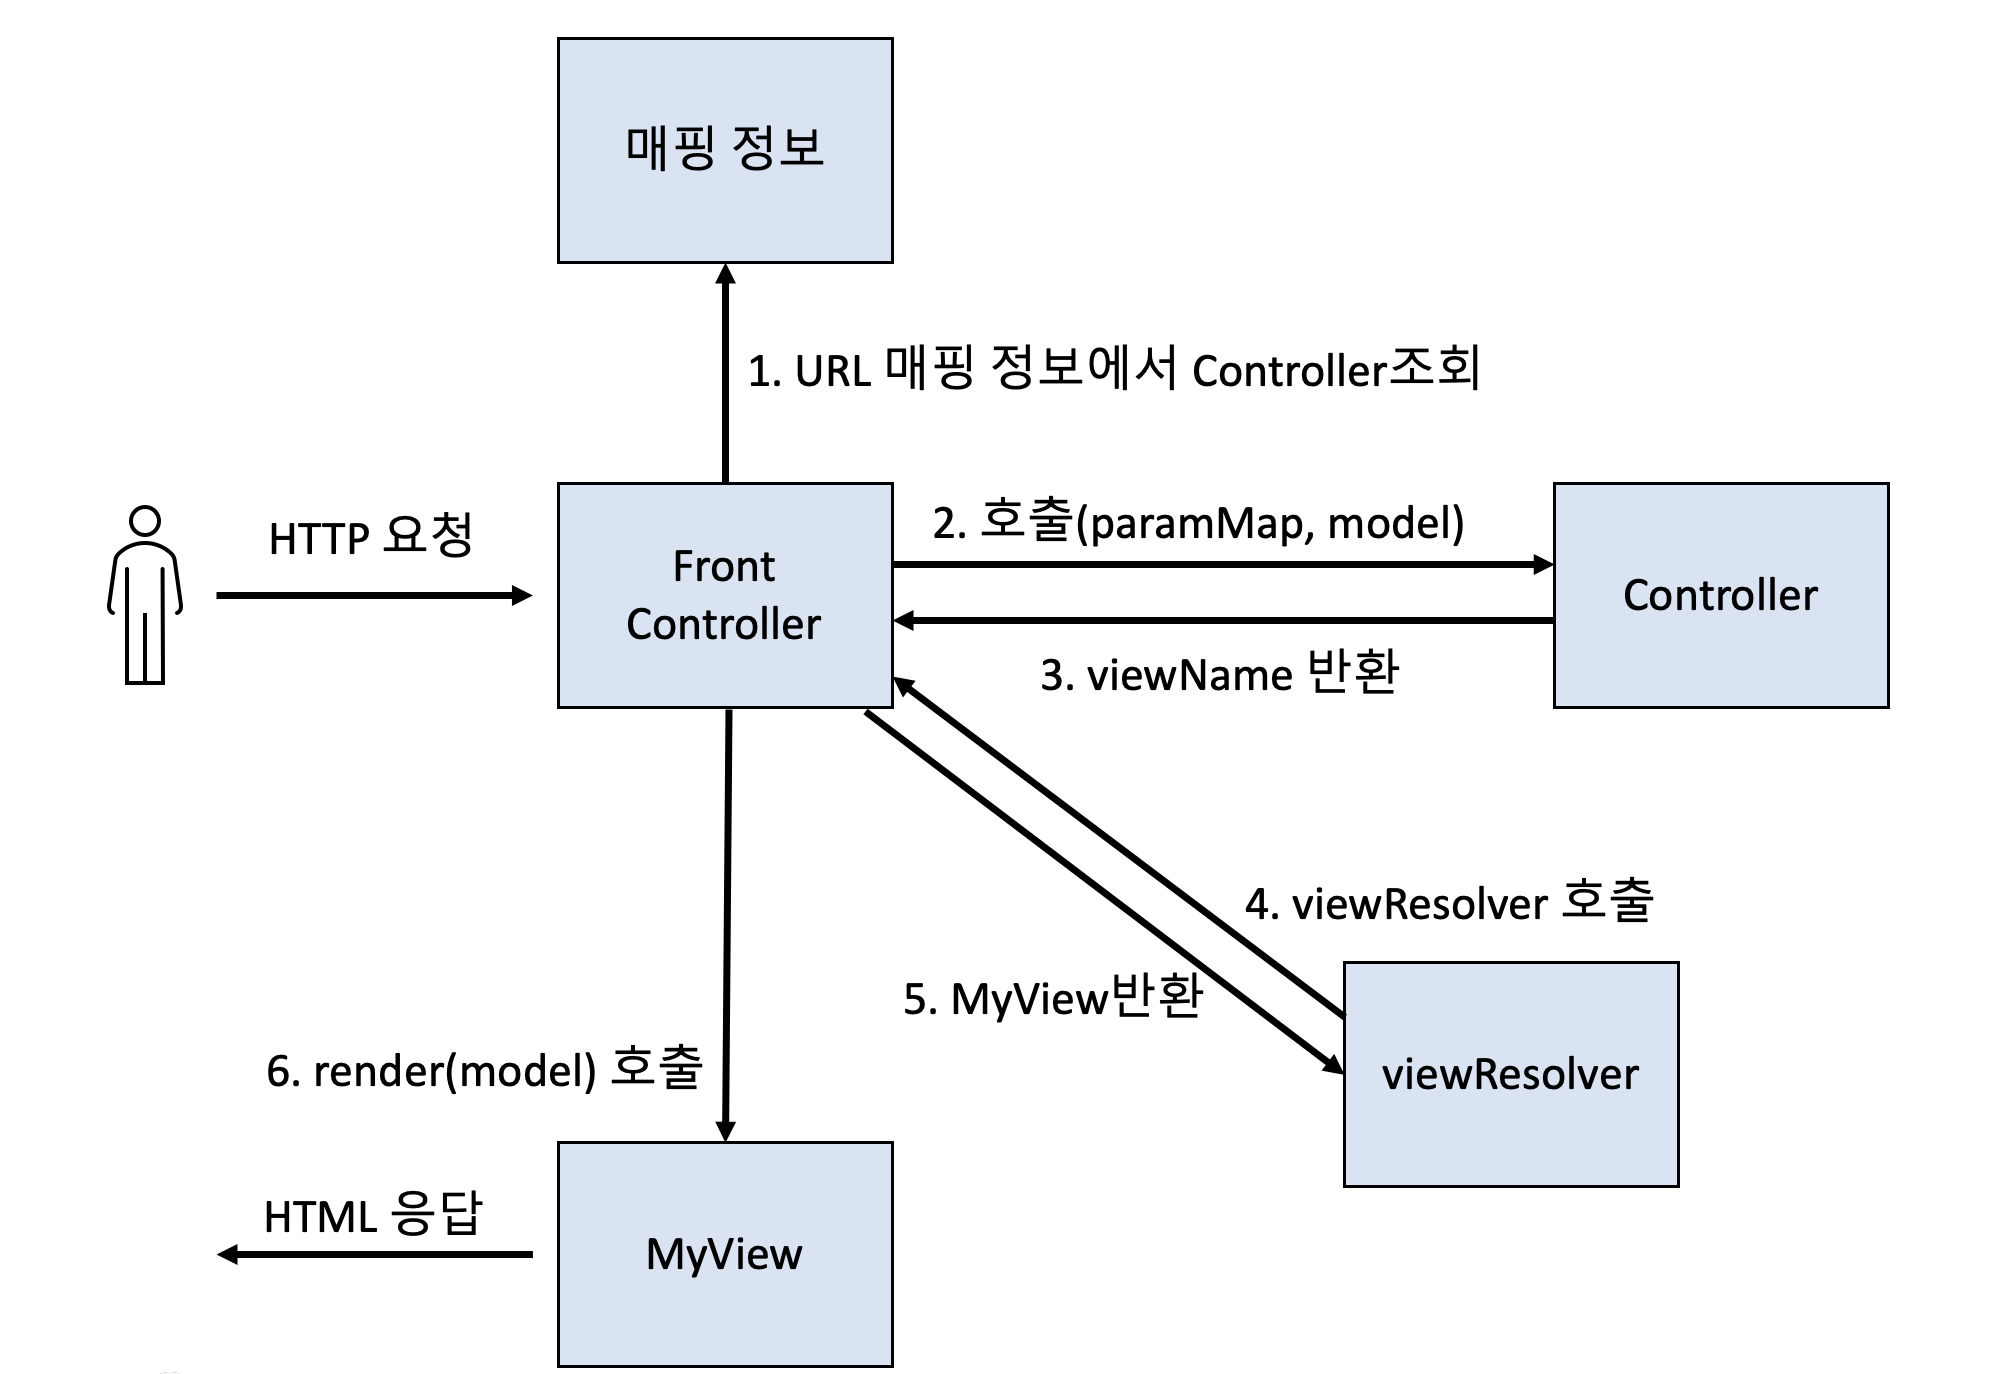 매핑 정보
1. URL 매핑 정보에서 Controller조회
HTTP 요청
Front
Controller
2. 호출(paramMap, model)
Controller
3. viewName 반환
4. viewResolver 호출
5. MyView반환
viewResolver
6. render(model) 호출
HTML 응답
MyView